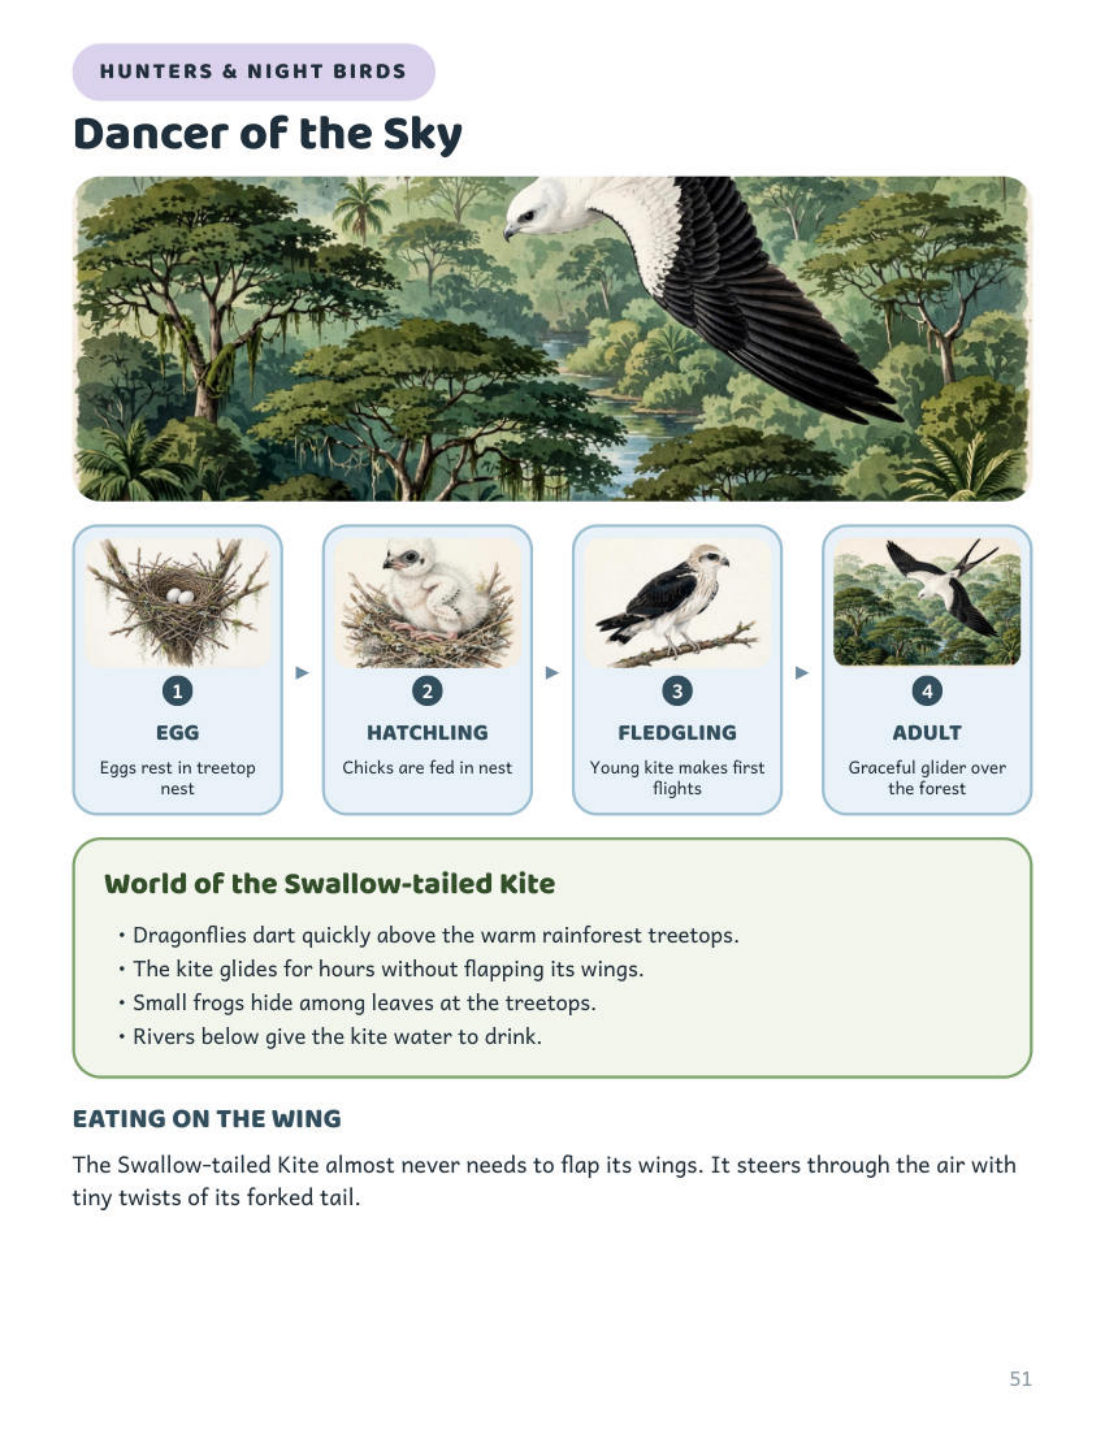 HUNTERS & NIGHT BIRDS
Dancer of the Sky
1
EGG
Eggs rest in treetop
nest
2
HATCHLING
Chicks are fed in nest
3
FLEDGLING
Young kite makes first
flights
4
ADULT
Graceful glider over
the forest
World of the Swallow-tailed Kite
• Dragonflies dart quickly above the warm rainforest treetops.
• The kite glides for hours without flapping its wings.
• Small frogs hide among leaves at the treetops.
• Rivers below give the kite water to drink.
EATING ON THE WING
The Swallow-tailed Kite almost never needs to flap its wings. It steers through the air with
tiny twists of its forked tail.
51